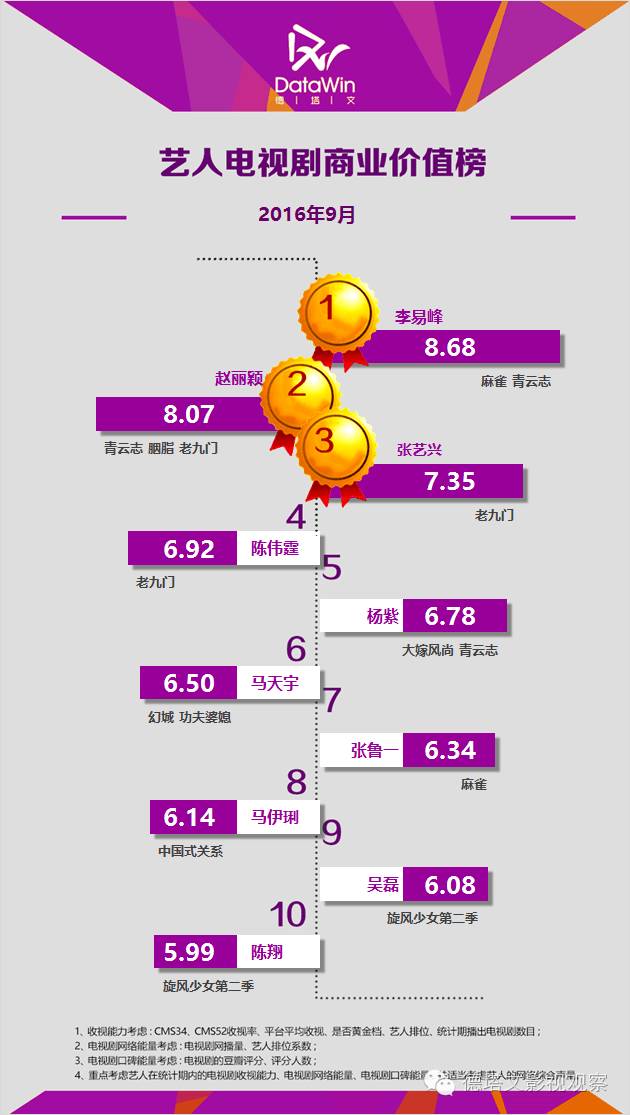 DataWin
德塔文
艺人电视剧商业价值榜
2016年9月
1
李易峰
8.68
麻雀 青云志
赵丽颖
2
8.07
青云志 胭脂 老九门
3
张艺兴
7.35
老九门
4
6.92 陈伟霆
老九门
5
杨紫 6.78
大嫁风尚 青云志
6
6.50 马天宇
幻城 功夫婆媳
7
张鲁一 6.34
麻雀
8
6.14 马伊琍
中国式关系
9
吴磊 6.08
旋风少女第二季
10
5.99 陈翔
旋风少女第二季
1、收视能力考虑：CMS34、CMS52收视率、平台平均收视、是否黄金档、艺人排位、统计期播出电视剧数目；
2、电视剧网络能量考虑：电视剧网播量、艺人排位系数；
3、电视剧口碑能量考虑：电视剧的豆瓣评分、评分人数；
4、重点考虑艺人在统计期内的电视剧收视能力、电视剧网络能量、电视剧口碑能量 适当考虑艺人的网络综合声量
德塔文影视观察